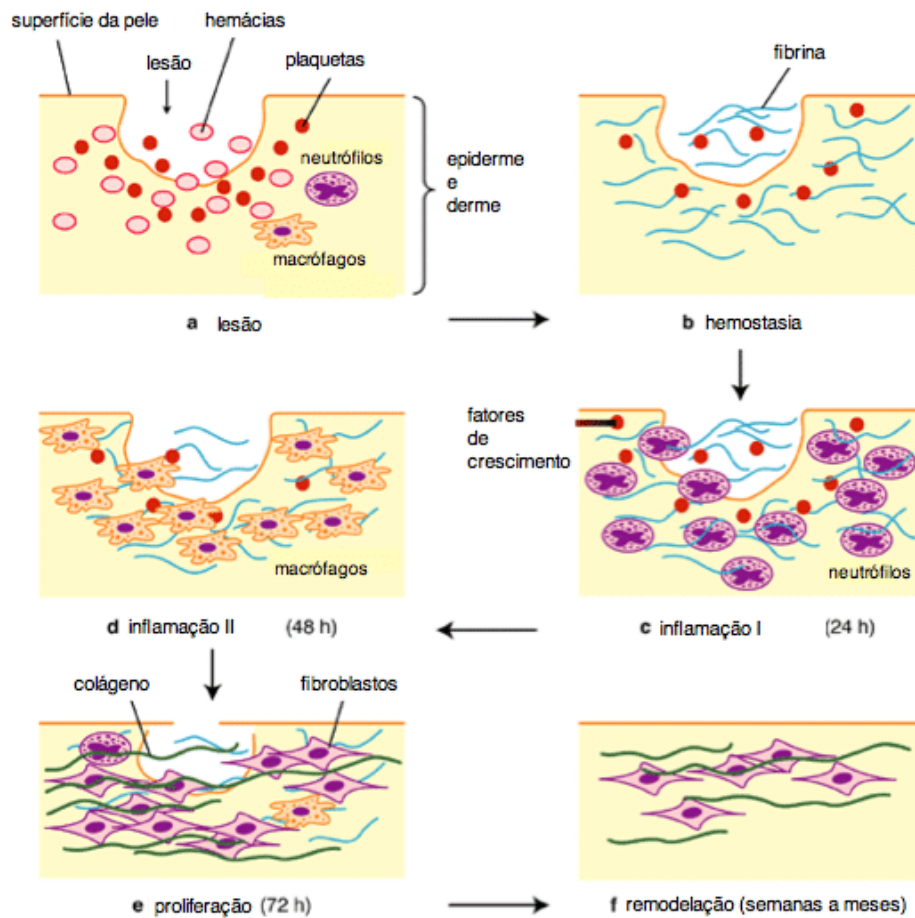 superfície da pele
hemácias
lesão
plaquetas
neutrófilos
macrófagos
epiderme
e
derme
a lesão
fibrina
b hemostasia
fatores
de
crescimento
neutrófilos
c inflamação I (24 h)
macrófagos
d inflamação II (48 h)
colágeno
fibroblastos
e proliferação (72 h)
f remodelação (semanas a meses)